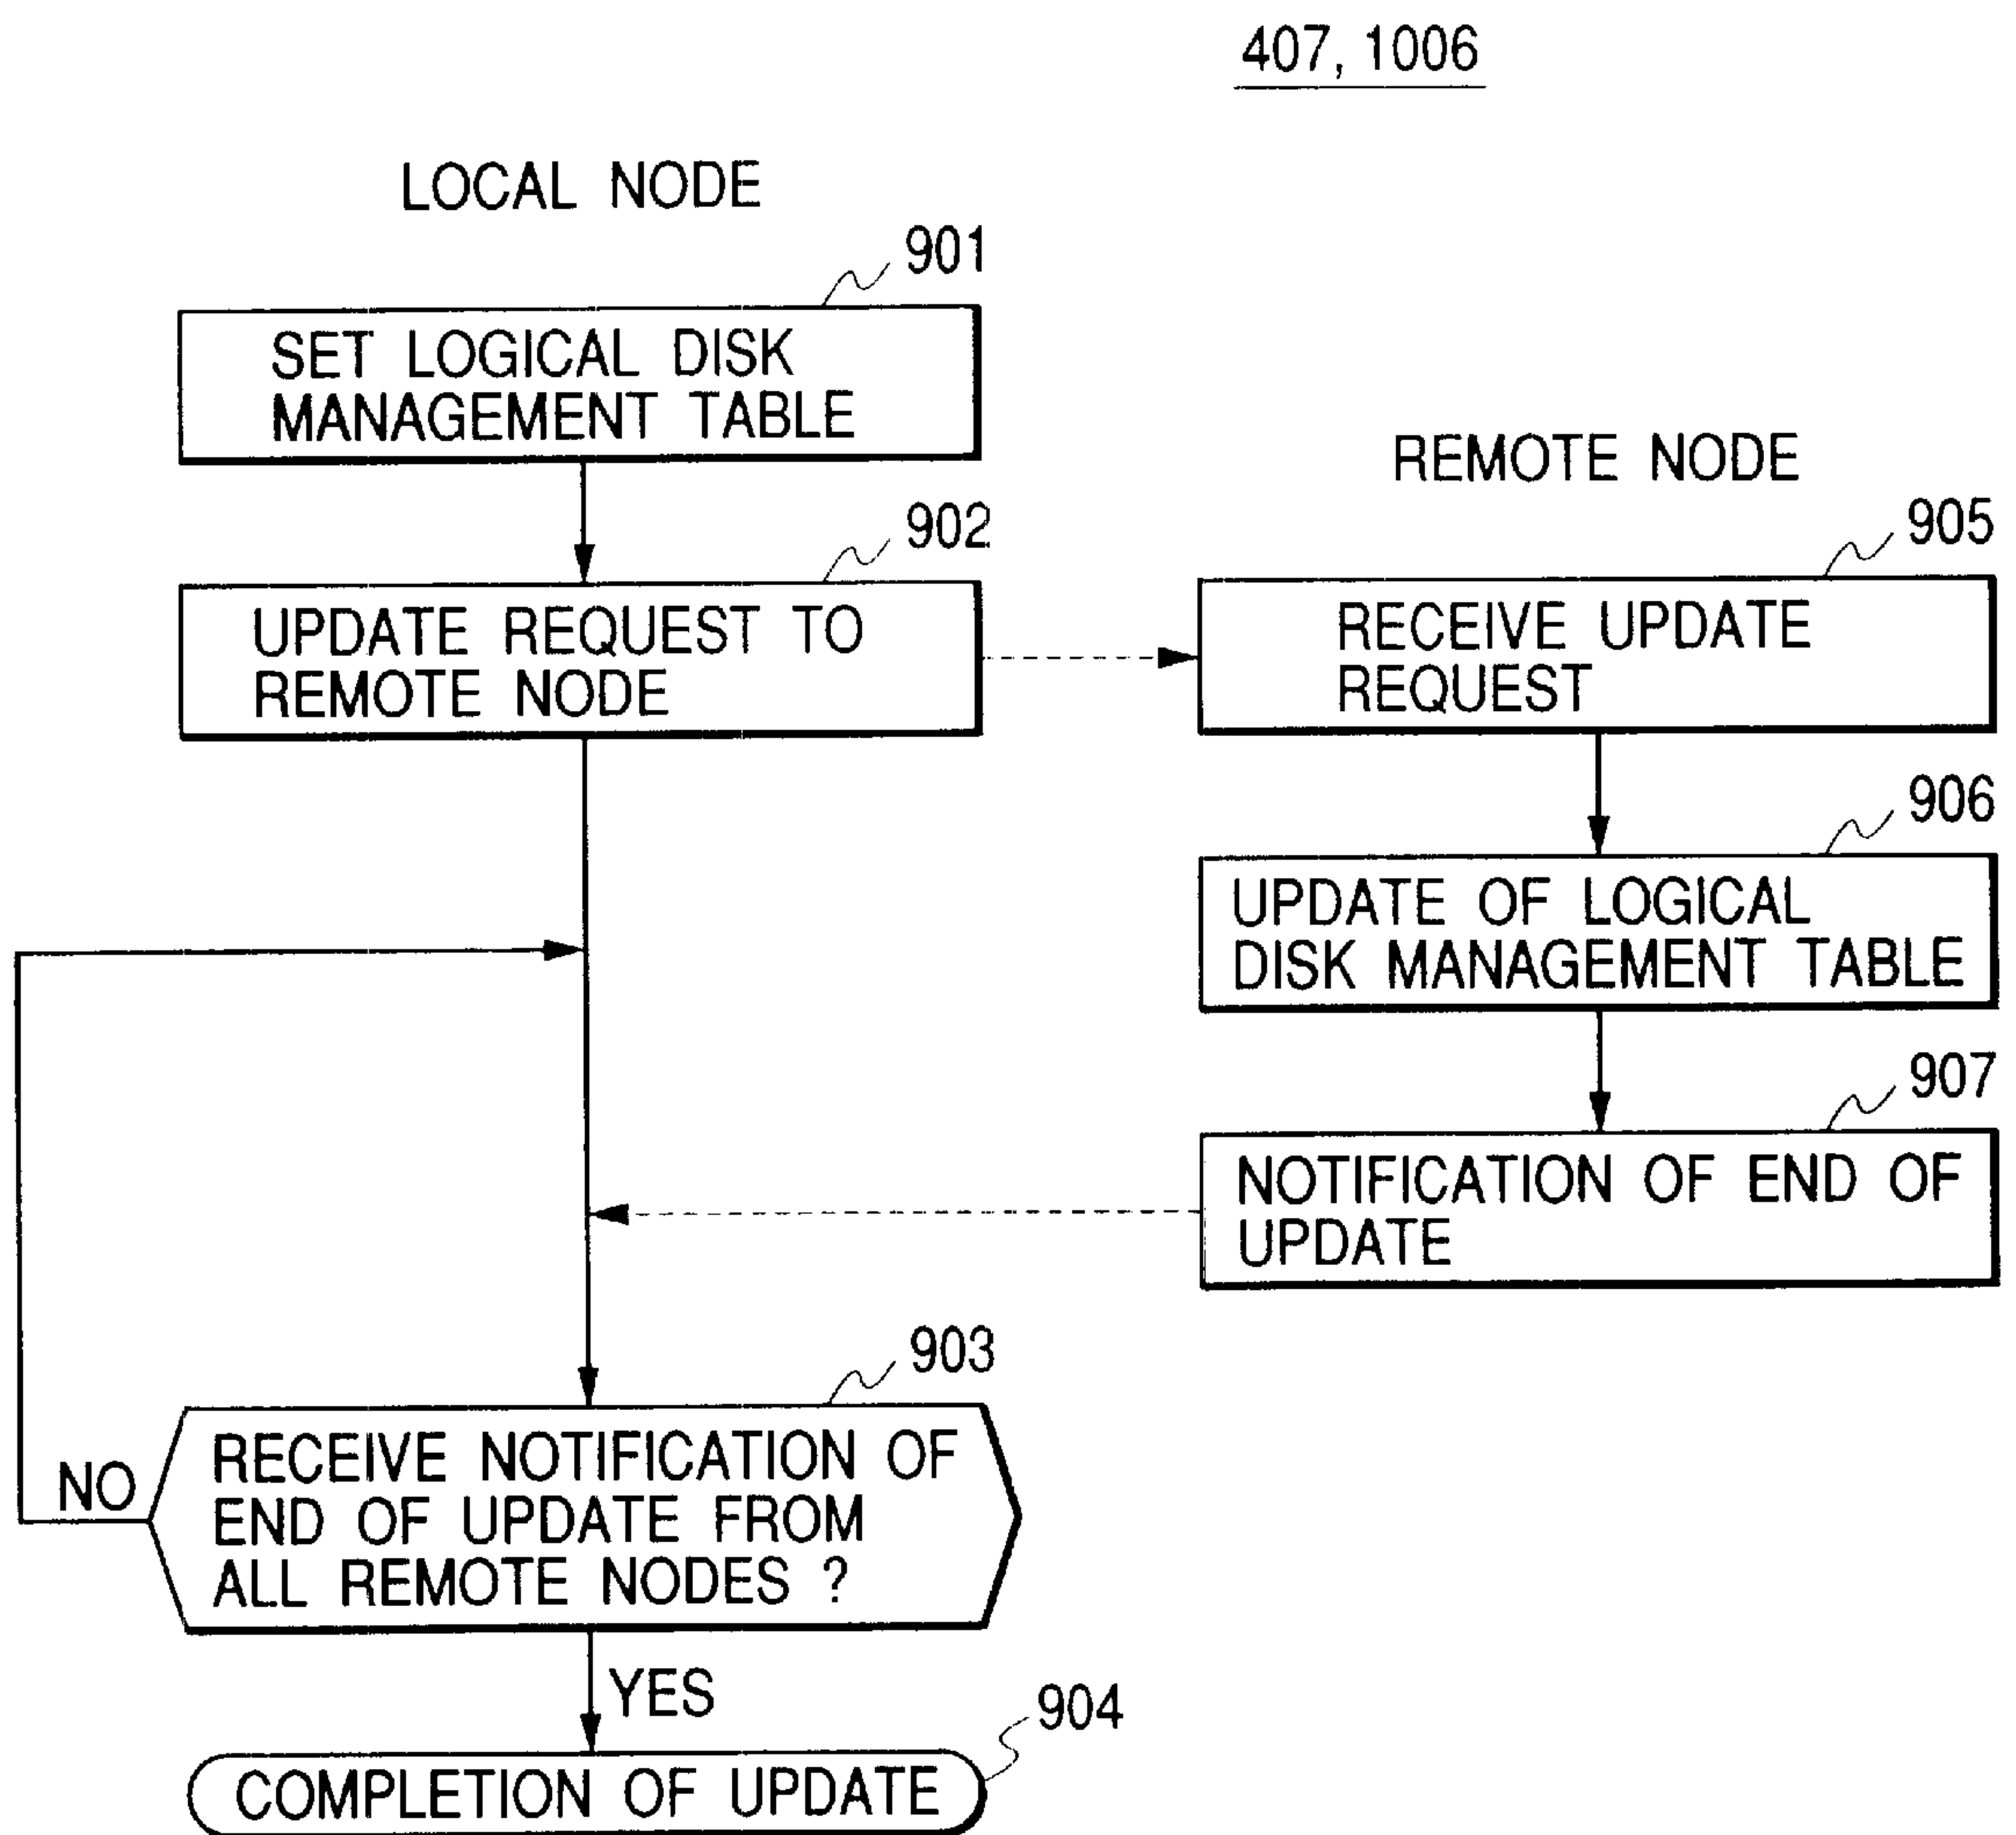 407, 1006
LOCAL NODE
901
SET LOGICAL DISK
MANAGEMENT TABLE
REMOTE NODE
902
905
UPDATE REQUEST TO
REMOTE NODE
RECEIVE UPDATE
REQUEST
906
UPDATE OF LOGICAL
DISK MANAGEMENT TABLE
907
NOTIFICATION OF END OF
UPDATE
903
NO
RECEIVE NOTIFICATION OF
END OF UPDATE FROM
ALL REMOTE NODES ?
YES
904
COMPLETION OF UPDATE